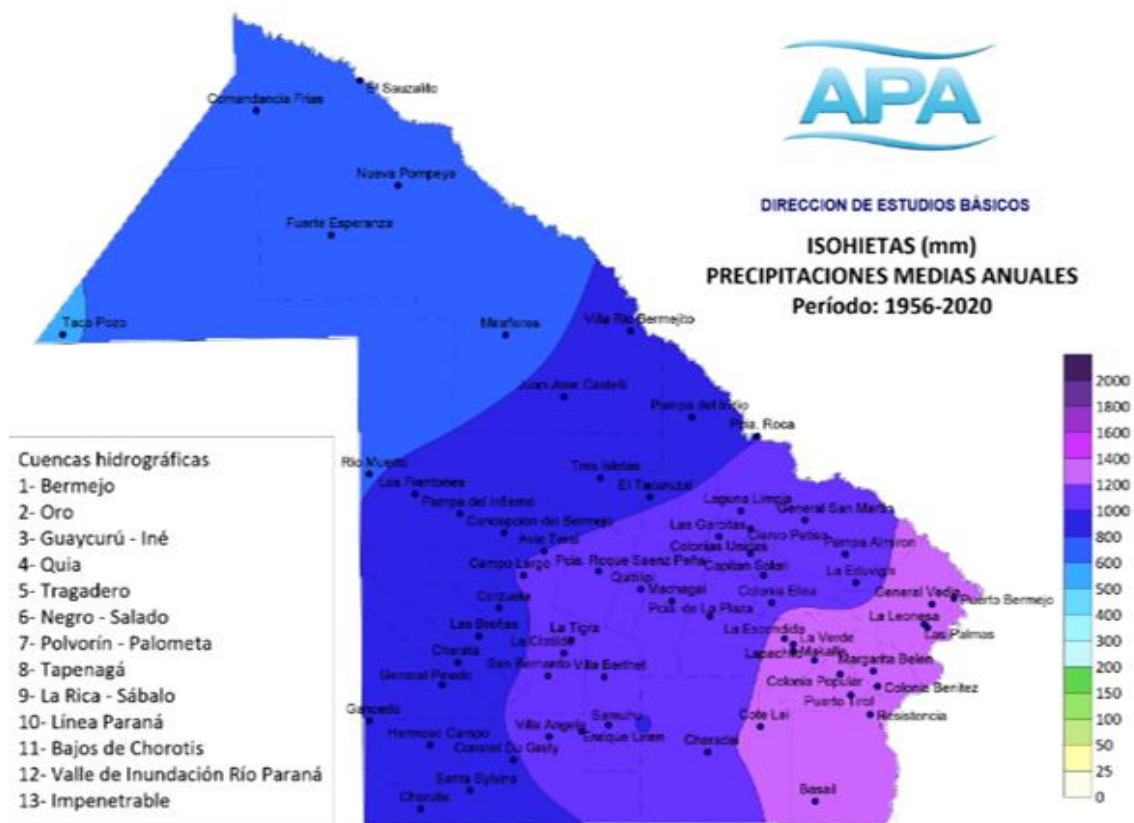 APA
DIRECCION DE ESTUDIOS BÀSICOS
ISOHIETAS (mm)
PRECIPITACIONES MEDIAS ANUALES
Período: 1956-2020
El Sauzalito
Comandancia Frias
Nueva Pompeya
Fuerte Esperanza
Taco Pozo
Miraflores
Villa Rio Bermejito
Juan Jose Castelli
Pampa del Indio
Pcia. Roca
Rio Muerto
Los Frentones
Tres Isletas
Pampa del Infierno
El Tacuruzal
Concepcion del Bermejo
Laguna Limpia
General San Martin
Las Garcitas
Ciervo Petiso
Avia Terai
Colonias Unidas
Pampa Almiron
Campo Largo
Pcia. Roque Saenz Peña
Capitan Solari
Quitilipi
La Eduvigis
Machagai
Colonia Elisa
General Vedia
Puerto Bermejo
Corzuela
Pcia. de La Plaza
La Leonesa
Las Breñas
La Tigra
La Escondida
La Verde
Las Palmas
La Clotilde
Lapachito
Makalle
Charata
San Bernardo
Villa Berthet
Margarita Belen
General Pinedo
Colonia Popular
Colonia Benitez
Puerto Tirol
Gancedo
Samuhu
Cote Lai
Resistencia
Villa Angela
Enrique Urien
Hermoso Campo
Coronel Du Graty
Charadai
Santa Sylvina
Chorotis
Basail
Cuencas hidrográficas
1- Bermejo
2- Oro
3- Guaycurú - Iné
4- Quia
5- Tragadero
6- Negro - Salado
7- Polvorín - Palometa
8- Tapenagá
9- La Rica - Sábalo
10- Línea Paraná
11- Bajos de Chorotis
12- Valle de Inundación Río Paraná
13- Impenetrable
2000
1800
1600
1400
1200
1000
800
600
500
400
300
200
150
100
50
25
0